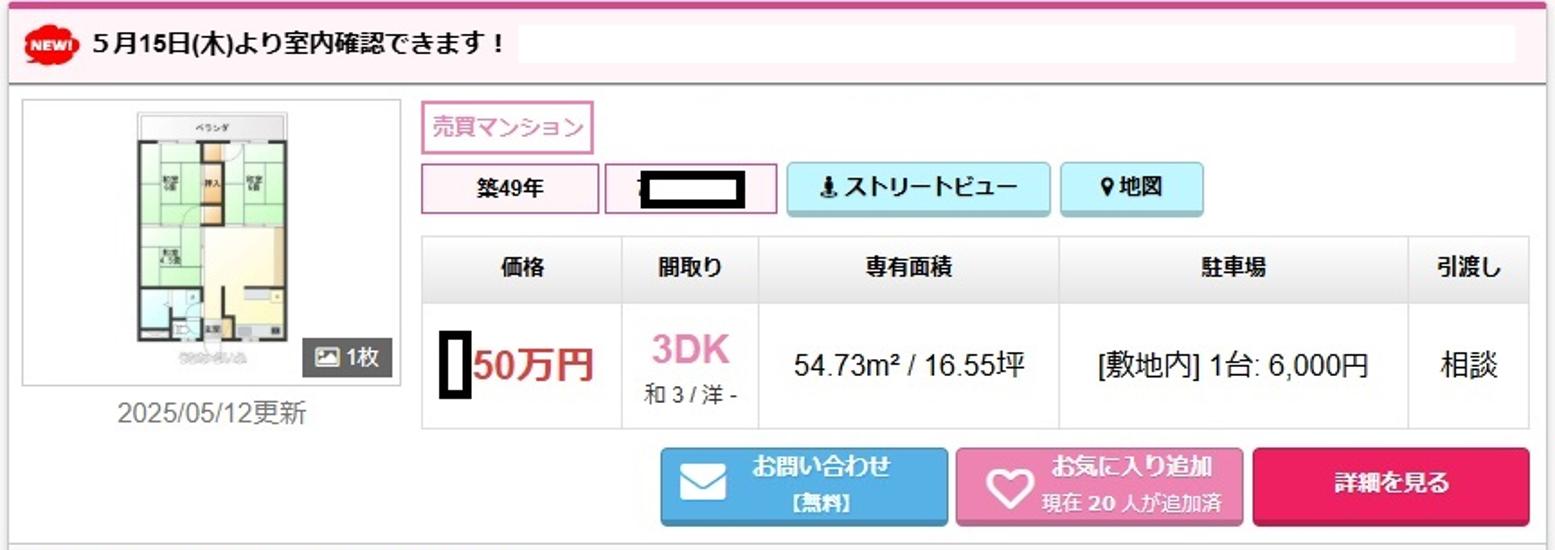 NEW!
５月15日(木)より室内確認できます！
ベランダ
和室
6畳
押入
和室
6畳
和室
4.5畳
玄関
1枚
2025/05/12更新
売買マンション
築49年
ストリートビュー
地図
価格
間取り
専有面積
駐車場
引渡し
50万円
3DK
和 3 / 洋 -
54.73m² / 16.55坪
[敷地内] 1台: 6,000円
相談
お問い合わせ
【無料】
お気に入り追加
現在 20 人が追加済
詳細を見る